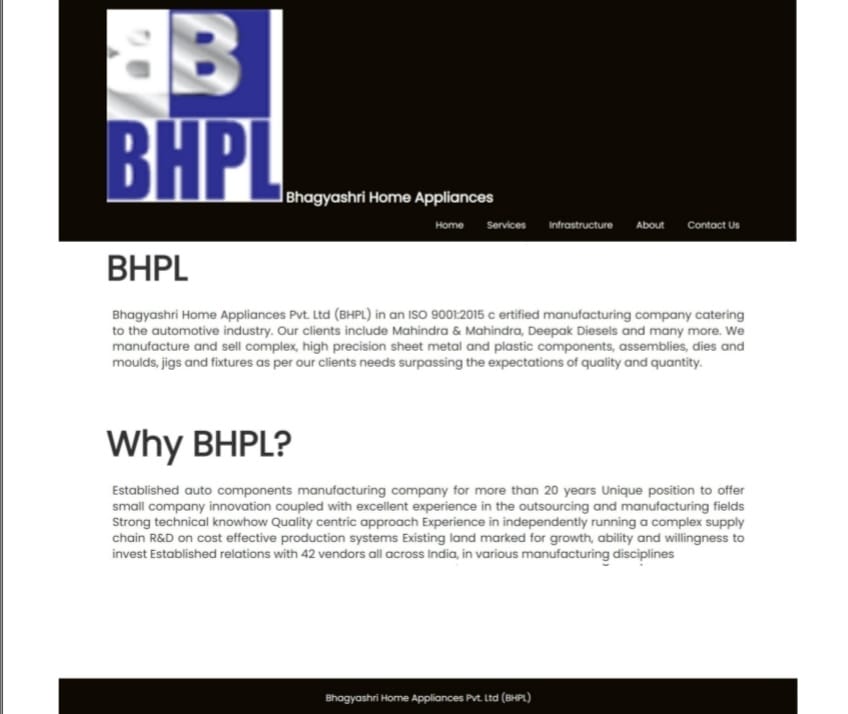 BB
BHPL
Bhagyashri Home Appliances
Home Services Infrastructure About Contact Us
BHPL
Bhagyashri Home Appliances Pvt. Ltd (BHPL) in an ISO 9001:2015 c ertified manufacturing company catering
to the automotive industry. Our clients include Mahindra & Mahindra, Deepak Diesels and many more. We
manufacture and sell complex, high precision sheet metal and plastic components, assemblies, dies and
moulds, jigs and fixtures as per our clients needs surpassing the expectations of quality and quantity.
Why BHPL?
Established auto components manufacturing company for more than 20 years Unique position to offer
small company innovation coupled with excellent experience in the outsourcing and manufacturing fields
Strong technical knowhow Quality centric approach Experience in independently running a complex supply
chain R&D on cost effective production systems Existing land marked for growth, ability and willingness to
invest Established relations with 42 vendors all across India, in various manufacturing disciplines
Bhagyashri Home Appliances Pvt. Ltd (BHPL)